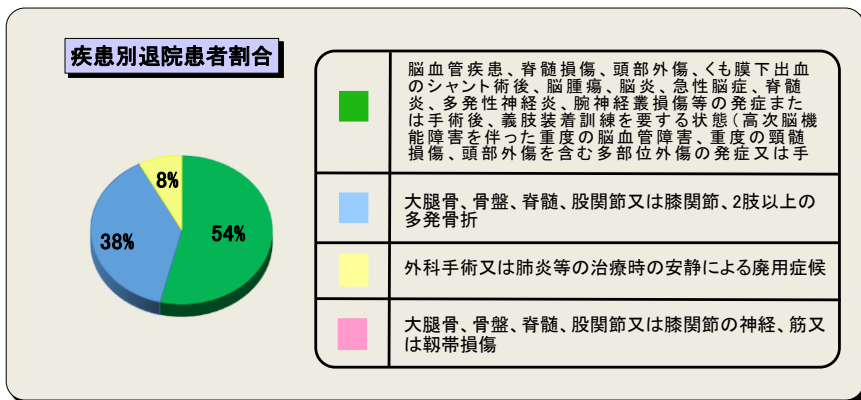 疾患別退院患者割合
8%
38%
54%
脳血管疾患、脊髄損傷、頭部外傷、くも膜下出血
のシャント術後、脳腫瘍、脳炎、急性脳症、脊髄
炎、多発性神経炎、腕神経叢損傷等の発症また
は手術後、義肢装着訓練を要する状態（高次脳機
能障害を伴った重度の脳血管障害、重度の頸髄
損傷、頭部外傷を含む多部位外傷の発症又は手
大腿骨、骨盤、脊髄、股関節又は膝関節、2肢以上の
多発骨折
外科手術又は肺炎等の治療時の安静による廃用症候
大腿骨、骨盤、脊髄、股関節又は膝関節の神経、筋又
は靱帯損傷